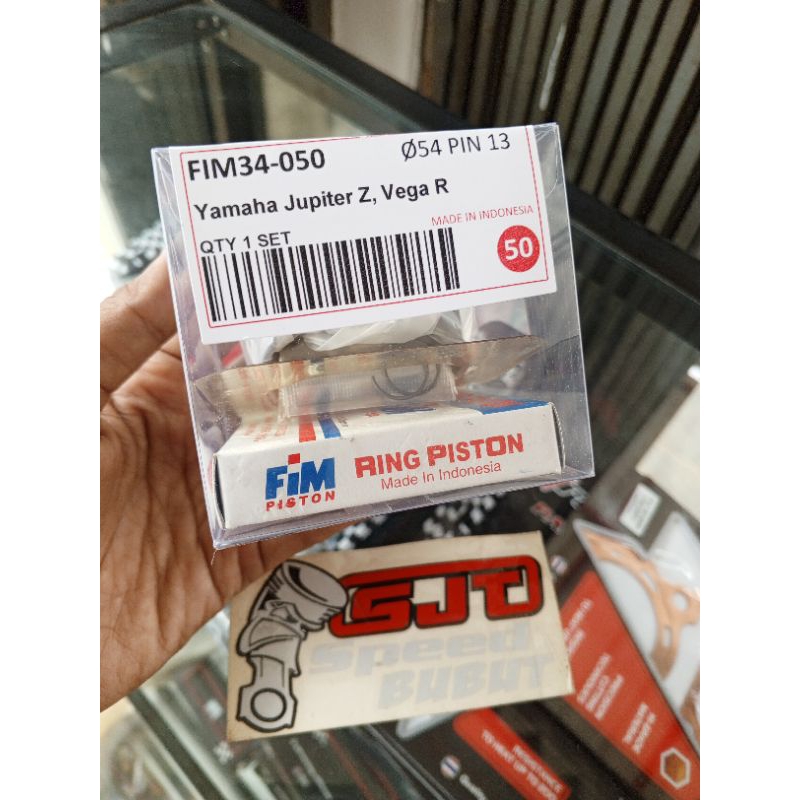 FIM34-050
Ø54 PIN 13
Yamaha Jupiter Z, Vega R
MADE IN INDONESIA
QTY 1 SET
50
FiM
PISTON
RING PISTON
Made In Indonesia
SJT
Speed
BUBUT